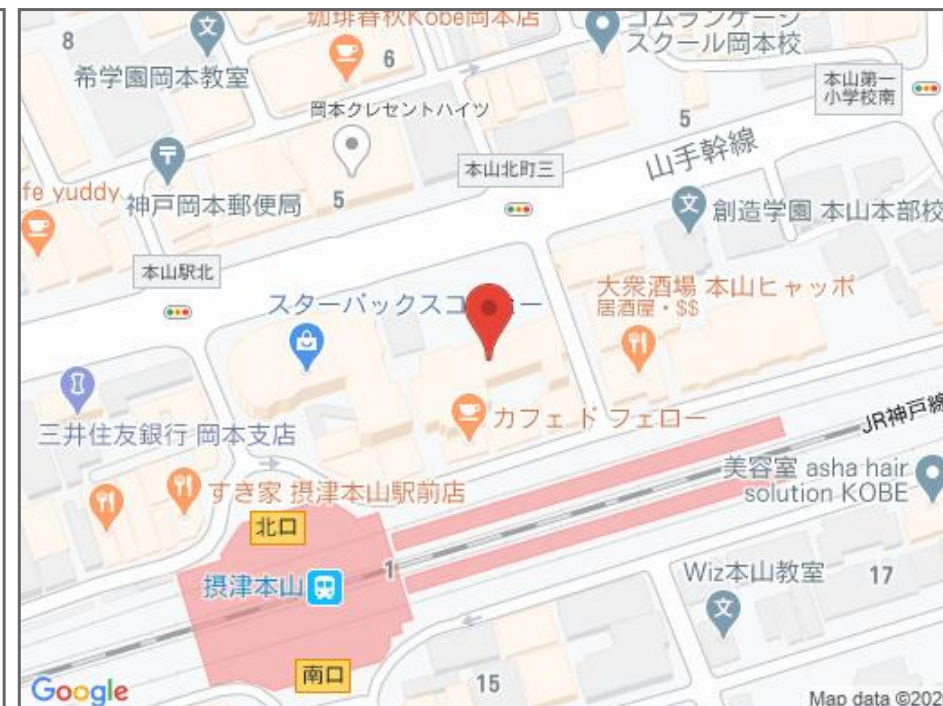 珈琲春秋Kobe岡本店
8
希学園岡本教室
6
コムランゲージ
スクール岡本校
岡本クレセントハイツ
本山第一
小学校南
5
山手幹線
本山北町三
fe yuddy
神戸岡本郵便局
5
創造学園 本山本部校
本山駅北
スターバックスコ
ー
大衆酒場 本山ヒャッポ
居酒屋・$$
カフェ ド フェロー
三井住友銀行 岡本支店
JR神戸線
すき家 摂津本山駅前店
美容室 asha hair
solution KOBE
北口
1
摂津本山
Wiz本山教室
17
南口
15
Google
Map data ©202